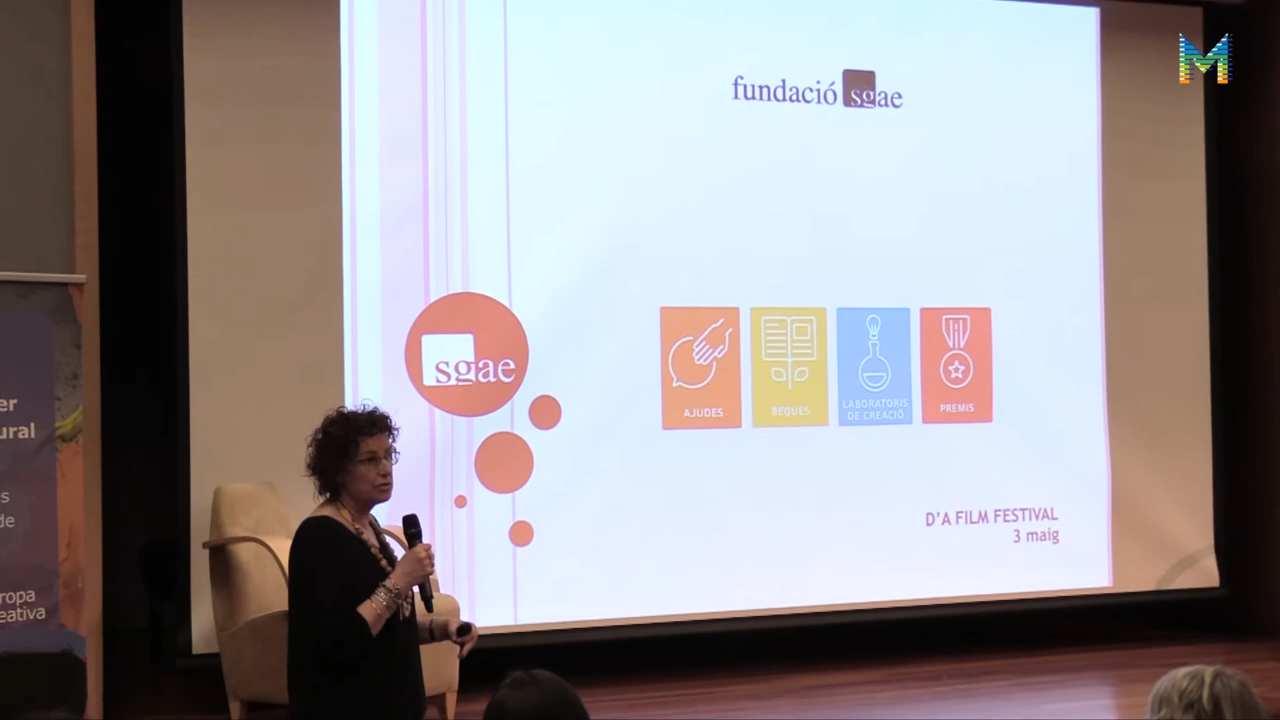 fundació sgae
sgae
AJUDES
BEQUES
LABORATORIS
DE CREACIÓ
PREMIS
D'A FILM FESTIVAL
3 maig
er
ural
s
de
ropa
eativa
M